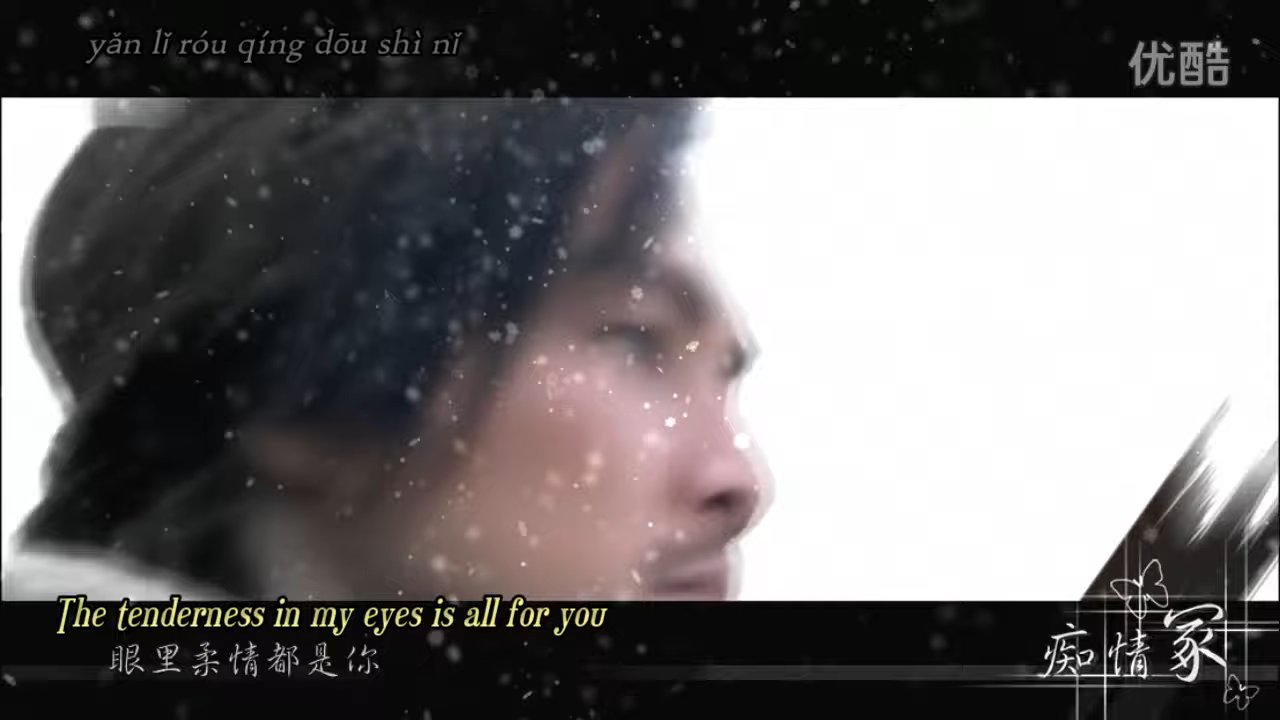 yǎn lǐ róu qíng dōu shì nǐ
优酷
The tenderness in my eyes is all for you
眼里柔情都是你
痴情冢